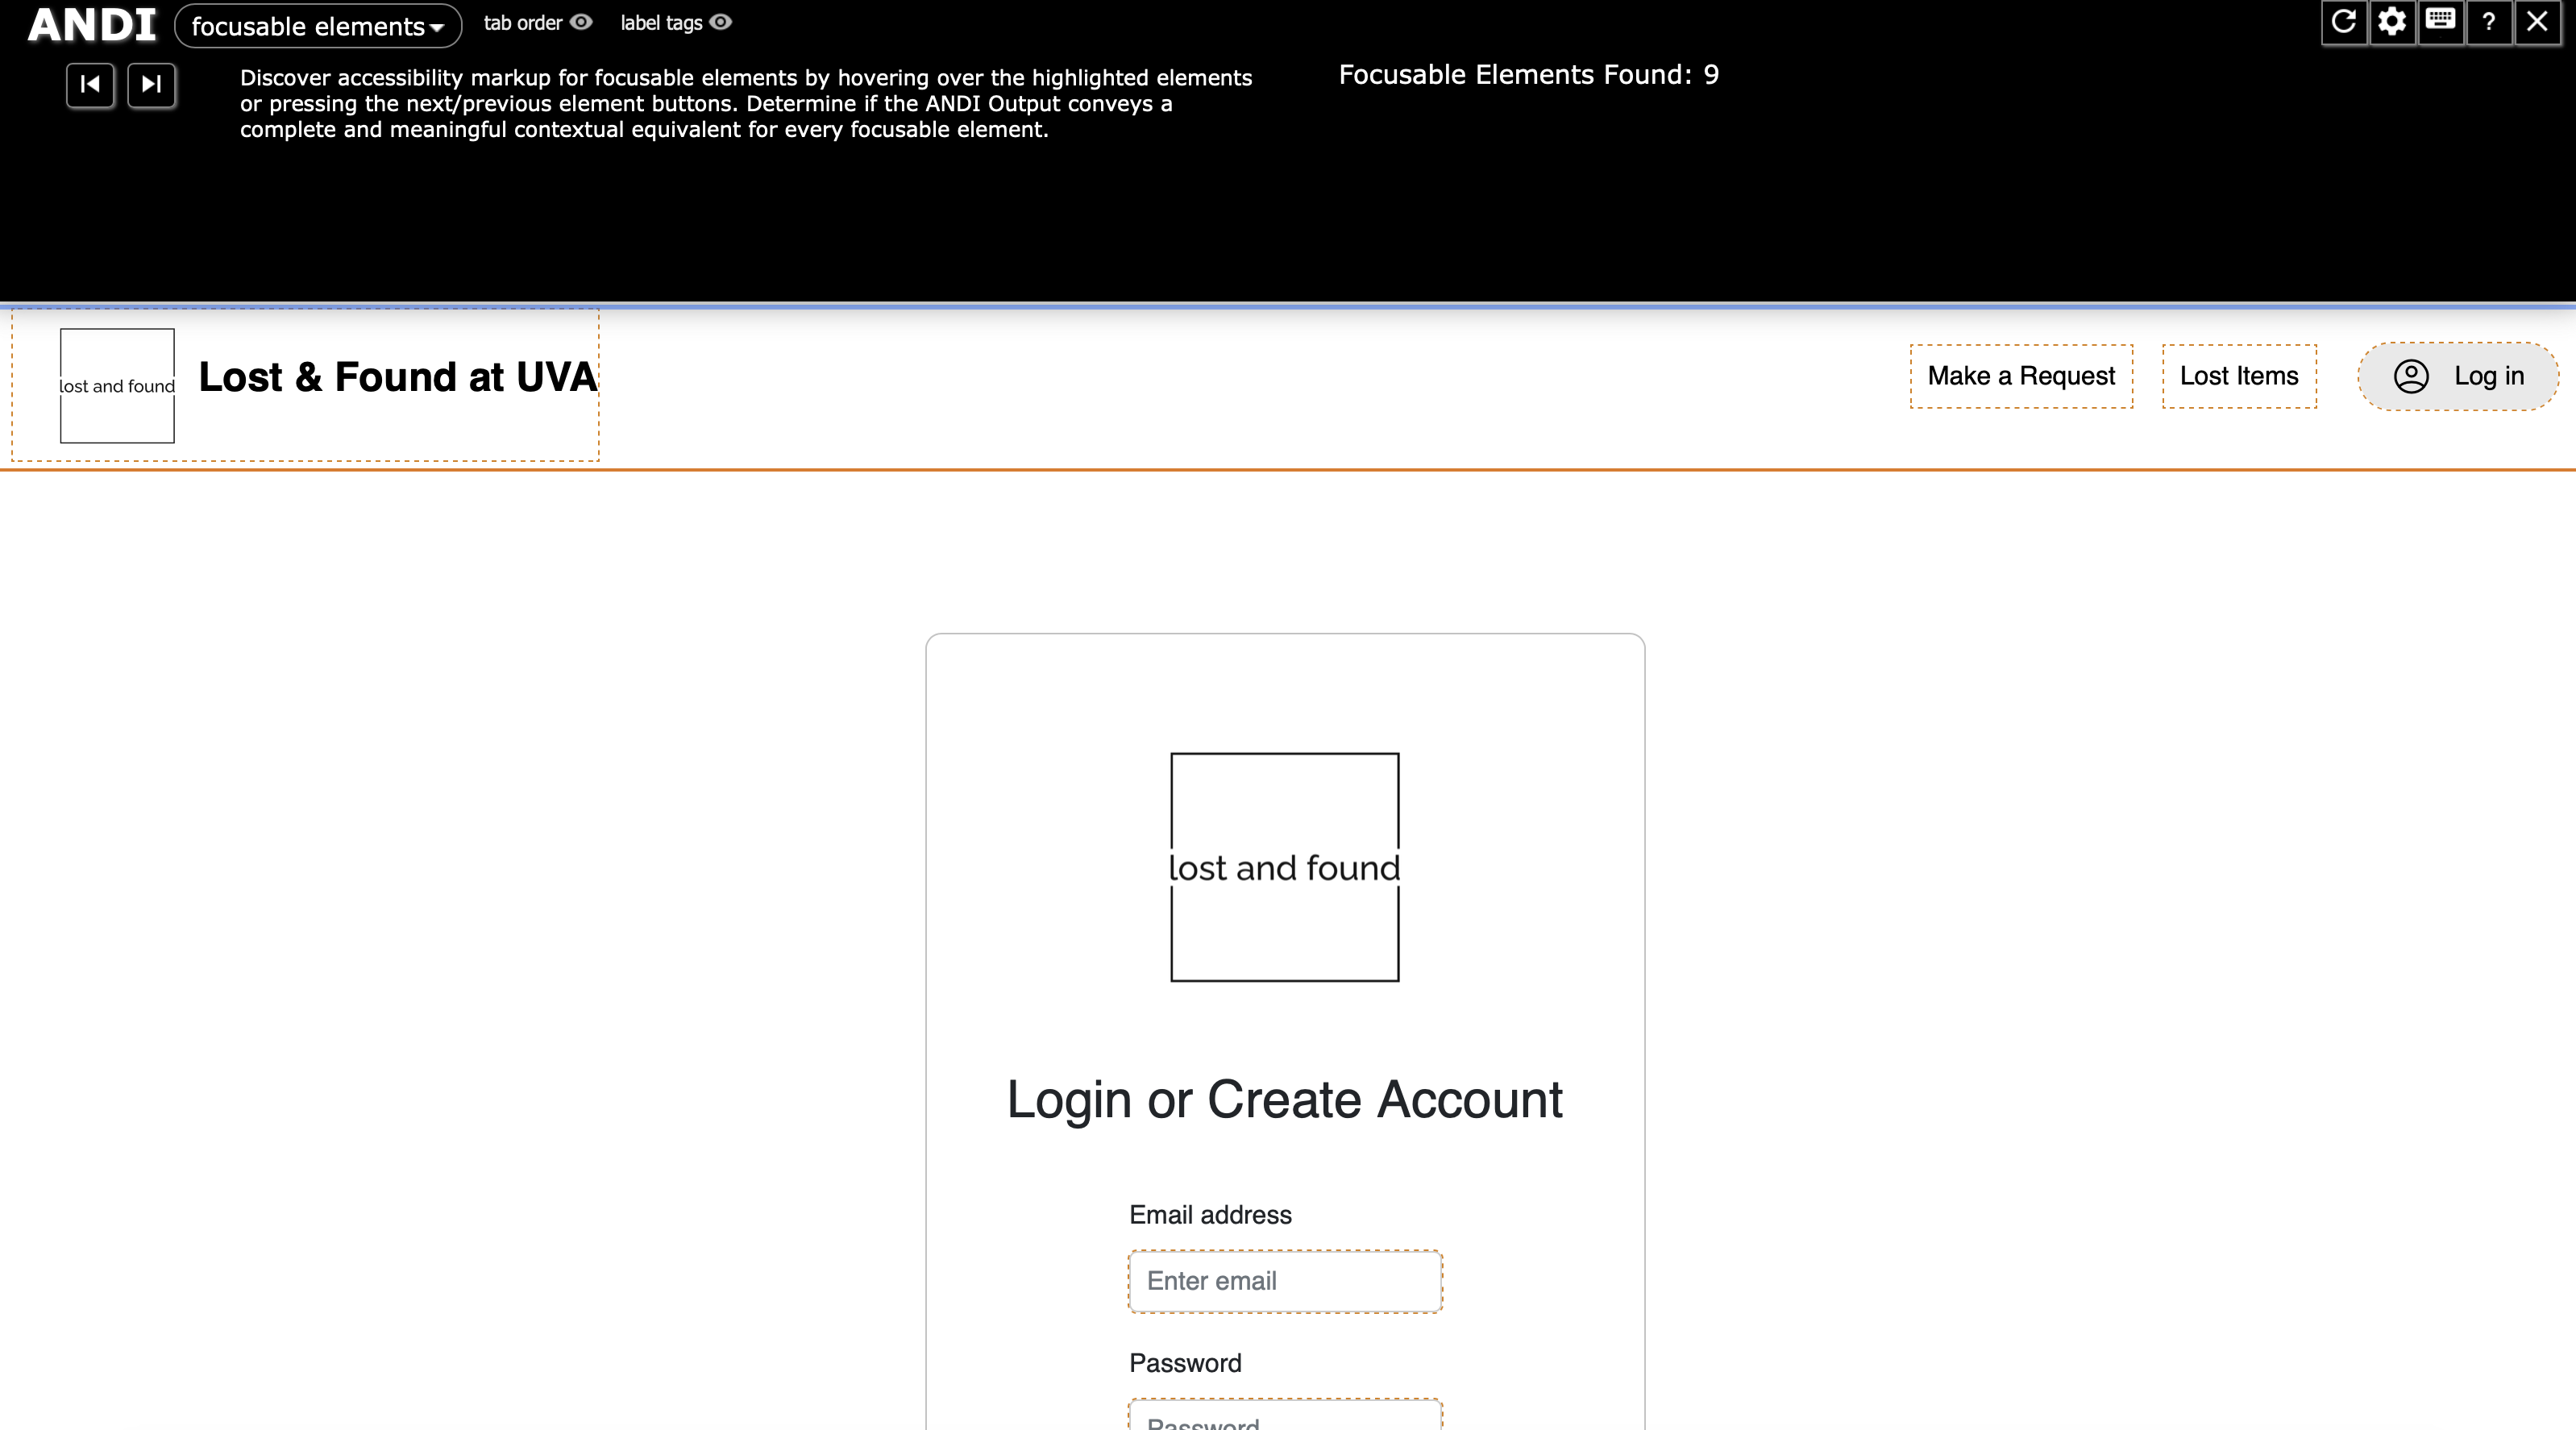 ANDI focusable elements tab order label tags ?
Discover accessibility markup for focusable elements by hovering over the highlighted elements
or pressing the next/previous element buttons. Determine if the ANDI Output conveys a
complete and meaningful contextual equivalent for every focusable element.
Focusable Elements Found: 9
lost and found
Lost & Found at UVA
Make a Request
Lost Items
Log in
lost and found
Login or Create Account
Email address
Enter email
Password
Password